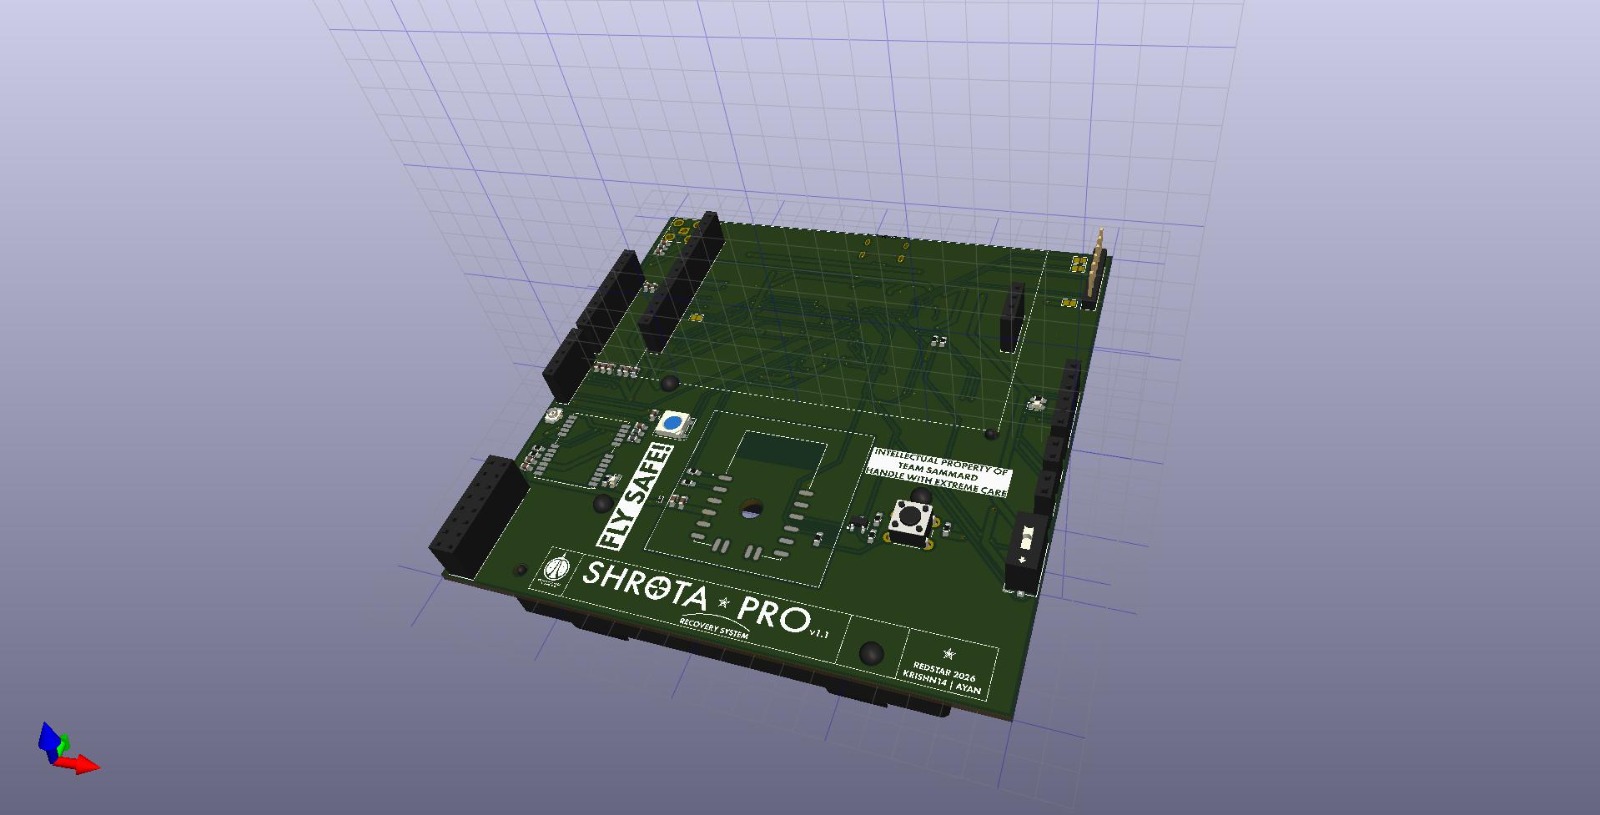 INTELLECTUAL PROPERTY OF
TEAM SAMMARD
HANDLE WITH EXTREME CARE
FLY SAFE!
SHROTA PRO v1.1
RECOVERY SYSTEM
REDSTAR 2026
KRISHN14 | AYAN